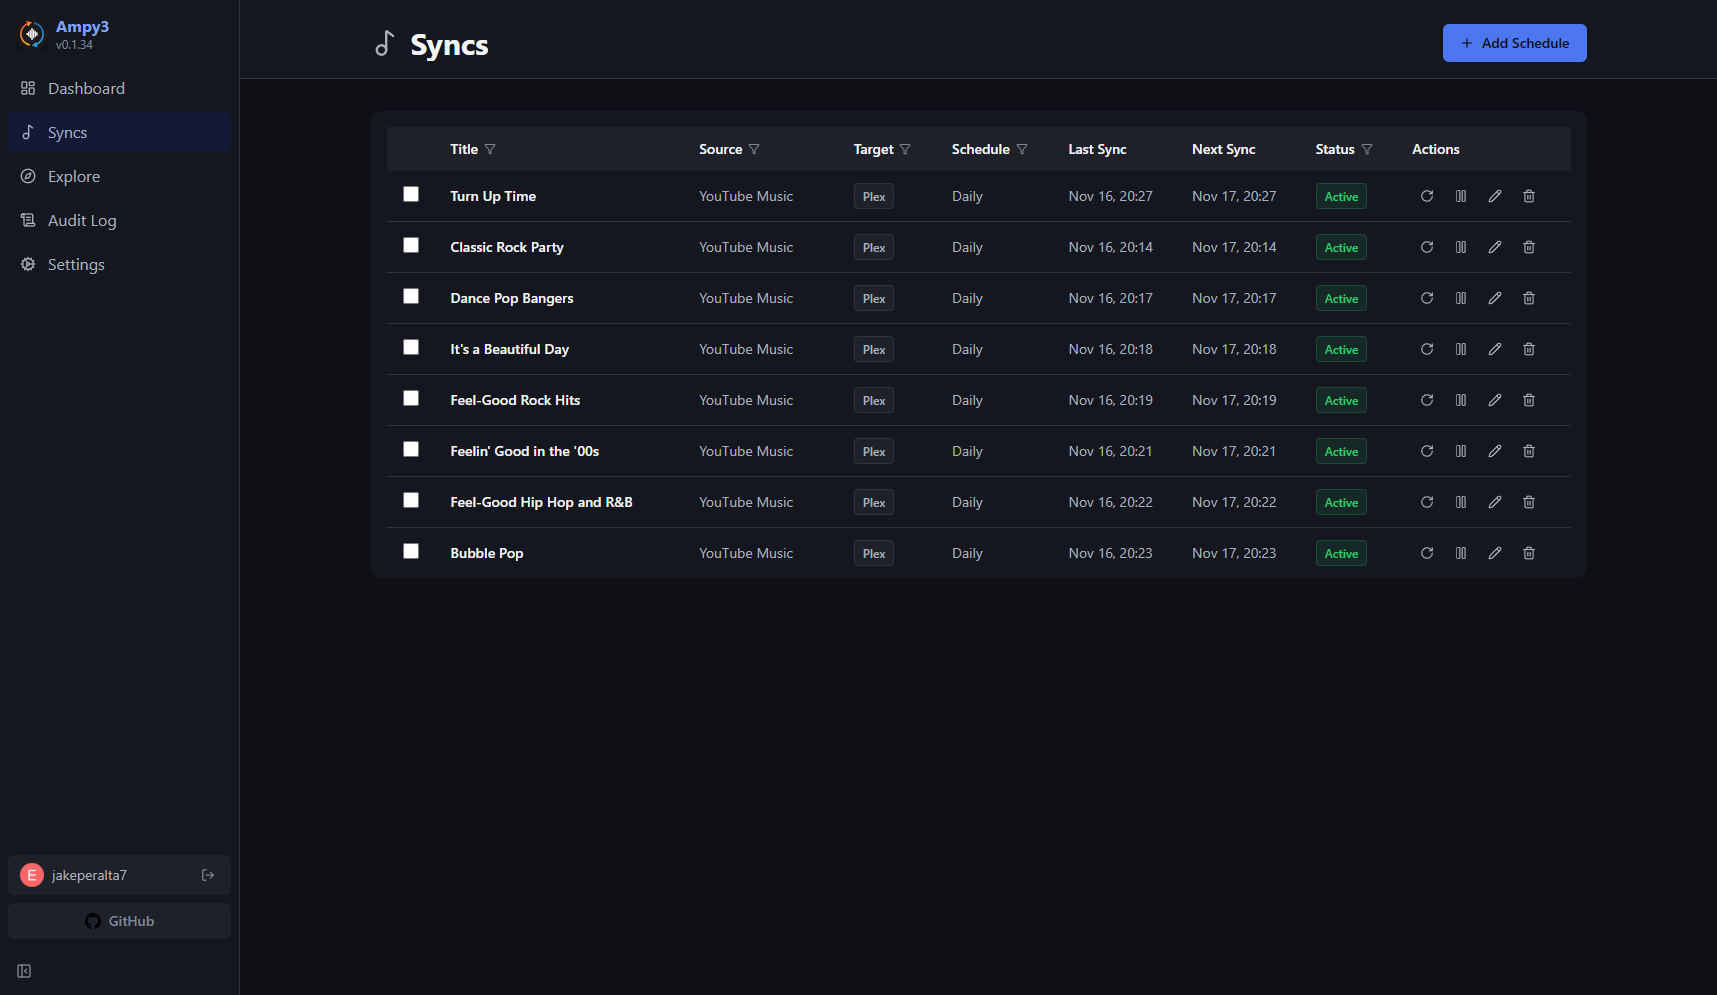 Ampy3
v0.1.34
Dashboard
Syncs
Explore
Audit Log
Settings
E jakeperalta7
GitHub
Syncs
+ Add Schedule
Title Source Target Schedule Last Sync Next Sync Status Actions
Turn Up Time YouTube Music Plex Daily Nov 16, 20:27 Nov 17, 20:27 Active
Classic Rock Party YouTube Music Plex Daily Nov 16, 20:14 Nov 17, 20:14 Active
Dance Pop Bangers YouTube Music Plex Daily Nov 16, 20:17 Nov 17, 20:17 Active
It's a Beautiful Day YouTube Music Plex Daily Nov 16, 20:18 Nov 17, 20:18 Active
Feel-Good Rock Hits YouTube Music Plex Daily Nov 16, 20:19 Nov 17, 20:19 Active
Feelin' Good in the '00s YouTube Music Plex Daily Nov 16, 20:21 Nov 17, 20:21 Active
Feel-Good Hip Hop and R&B YouTube Music Plex Daily Nov 16, 20:22 Nov 17, 20:22 Active
Bubble Pop YouTube Music Plex Daily Nov 16, 20:23 Nov 17, 20:23 Active